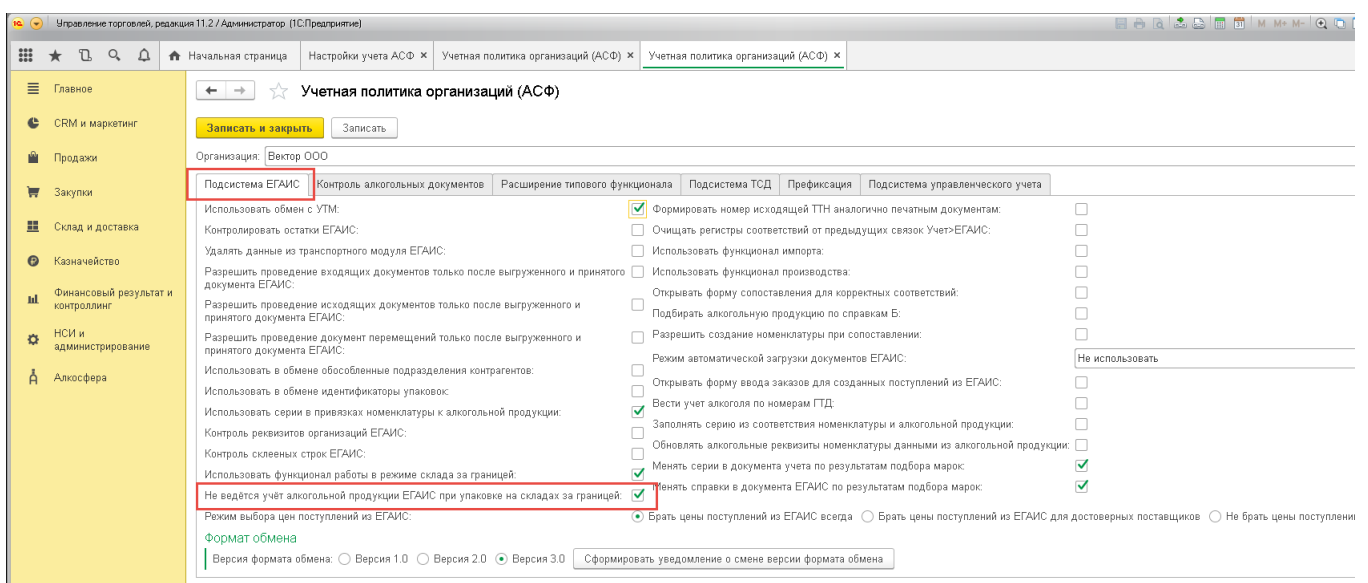 Управление торговлей, редакция 11.2 / Администратор (1С:Предприятие)
M M+ M-
Начальная страница
Настройки учета АСФ ×
Учетная политика организаций (АСФ) ×
Учетная политика организаций (АСФ) ×
Главное
CRM и маркетинг
Продажи
Закупки
Склад и доставка
Казначейство
Финансовый результат и
контроллинг
НСИ и
администрирование
Алкосфера
Учетная политика организаций (АСФ)
Записать и закрыть
Записать
Организация: Вектор ООО
Подсистема ЕГАИС
Контроль алкогольных документов
Расширение типового функционала
Подсистема ТСД
Префиксация
Подсистема управленческого учета
Использовать обмен с УТМ:
Контролировать остатки ЕГАИС:
Удалять данные из транспортного модуля ЕГАИС:
Разрешить проведение входящих документов только после выгруженного и принятого
документа ЕГАИС:
Разрешить проведение исходящих документов только после выгруженного и
принятого документа ЕГАИС:
Разрешить проведение документ перемещений только после выгруженного и
принятого документа ЕГАИС:
Использовать в обмене обособленные подразделения контрагентов:
Использовать в обмене идентификаторы упаковок:
Использовать серии в привязках номенклатуры к алкогольной продукции:
Контроль реквизитов организаций ЕГАИС:
Контроль склееных строк ЕГАИС:
Использовать функционал работы в режиме склада за границей:
Не ведётся учёт алкогольной продукции ЕГАИС при упаковке на складах за границей:
Формировать номер исходящей ТТН аналогично печатным документам:
Очищать регистры соответствий от предыдущих связок Учет>ЕГАИС:
Использовать функционал импорта:
Использовать функционал производства:
Открывать форму сопоставления для корректных соответствий:
Подбирать алкогольную продукцию по справкам Б:
Разрешить создание номенклатуры при сопоставлении:
Режим автоматической загрузки документов ЕГАИС: Не использовать
Открывать форму ввода заказов для созданных поступлений из ЕГАИС:
Вести учет алкоголя по номерам ГТД:
Заполнять серию из соответствия номенклатуры и алкогольной продукции:
Обновлять алкогольные реквизиты номенклатуры данными из алкогольной продукции:
Менять серии в документа учета по результатам подбора марок:
Менять справки в документа ЕГАИС по результатам подбора марок:
Режим выбора цен поступлений из ЕГАИС: Брать цены поступлений из ЕГАИС всегда Брать цены поступлений из ЕГАИС для достоверных поставщиков Не брать цены поступлени
Формат обмена
Версия формата обмена: Версия 1.0 Версия 2.0 Версия 3.0 Сформировать уведомление о смене версии формата обмена